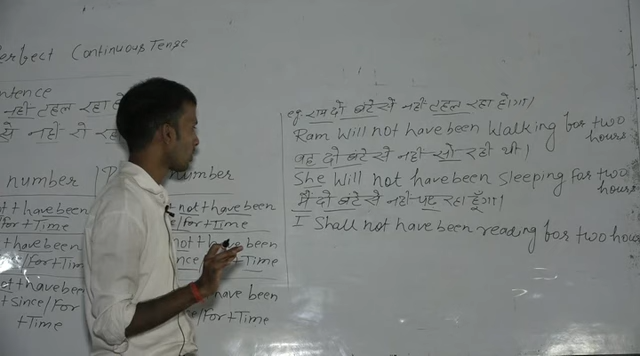 erfect Continuous Tense
ntence
नही टहल रहा हो
से नही सो रह
number
number
t + have been
not + have been
/For + Time
e/For + Time
t + have been
not + have been
/For + Time
nce + Time
ot + have been
have been
+ since/For
e/For + Time
+ Time
eg. राम दो घंटे से नही टहल रहा होगा।
Ram Will not have been Walking for two
hours
वह दो घंटे से नही सो रही थी।
She Will not have been Sleeping For two
hours
मैं दो घंटे से नही पढ़ रहा हूँगा।
I Shall not have been reading for two hou